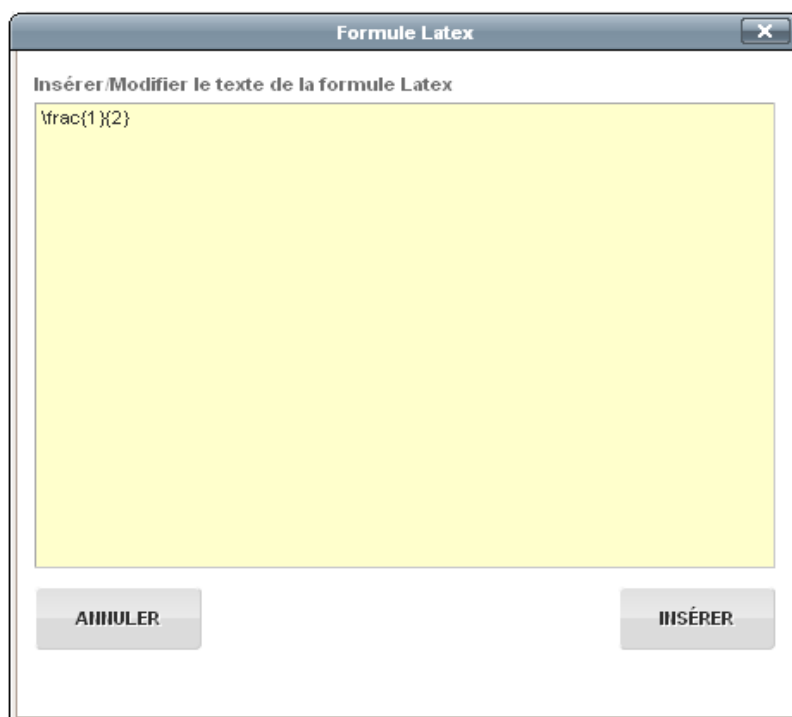 Formule Latex
Insérer/Modifier le texte de la formule Latex
\frac{1}{2}
ANNULER
INSÉRER